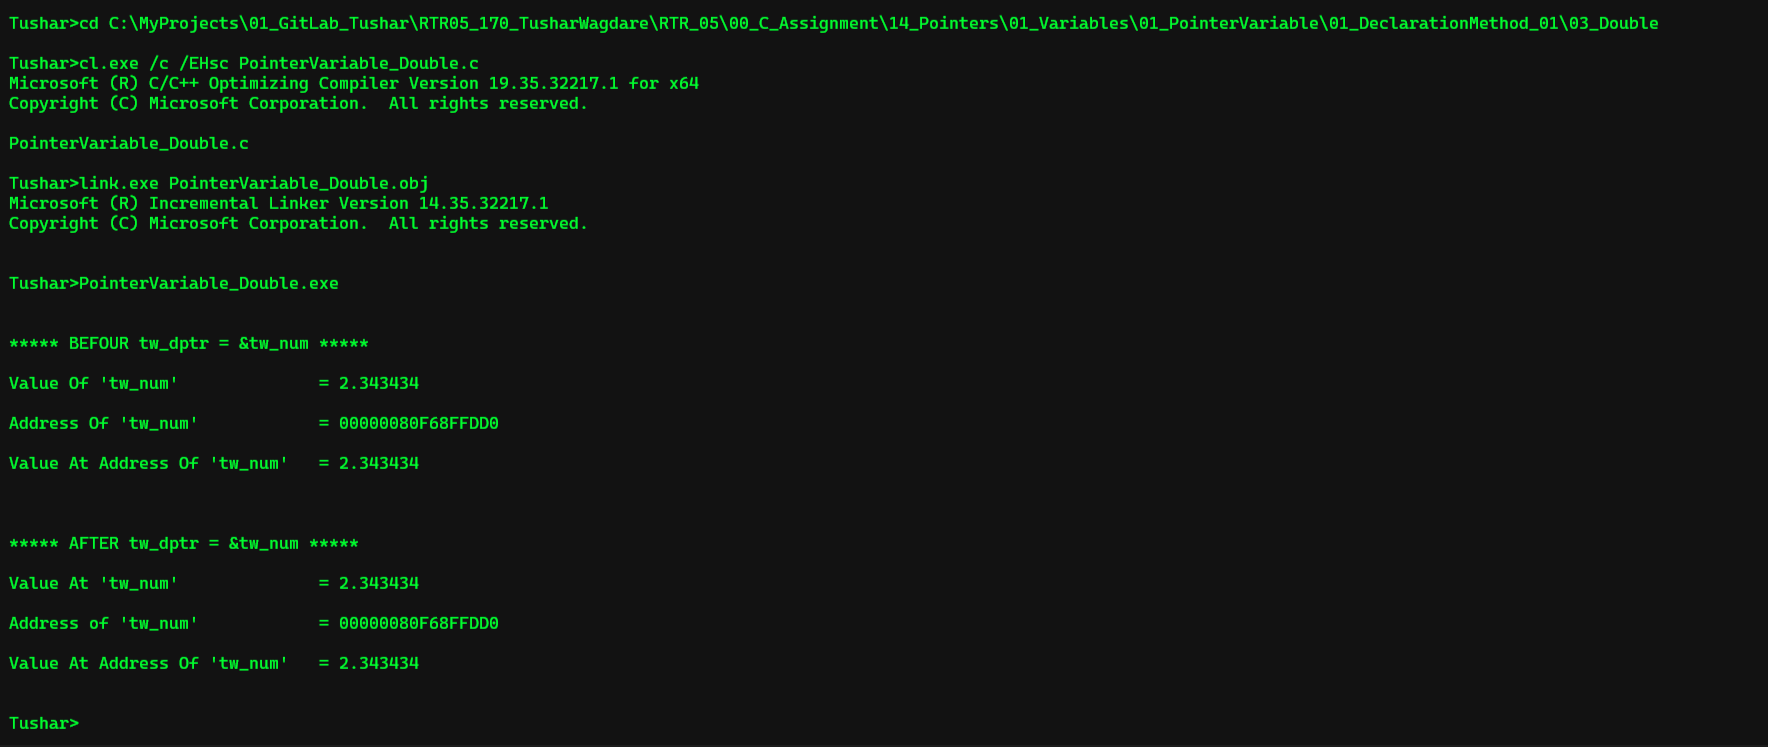 Tushar>cd C:\MyProjects\01_GitLab_Tushar\RTR05_170_TusharWagdare\RTR_05\00_C_Assignment\14_Pointers\01_Variables\01_PointerVariable\01_DeclarationMethod_01\03_Double
Tushar>cl.exe /c /EHsc PointerVariable_Double.c
Microsoft (R) C/C++ Optimizing Compiler Version 19.35.32217.1 for x64
Copyright (C) Microsoft Corporation.  All rights reserved.
PointerVariable_Double.c
Tushar>link.exe PointerVariable_Double.obj
Microsoft (R) Incremental Linker Version 14.35.32217.1
Copyright (C) Microsoft Corporation.  All rights reserved.
Tushar>PointerVariable_Double.exe
***** BEFOUR tw_dptr = &tw_num *****
Value Of 'tw_num'              = 2.343434
Address Of 'tw_num'            = 00000080F68FFDD0
Value At Address Of 'tw_num'   = 2.343434
***** AFTER tw_dptr = &tw_num *****
Value At 'tw_num'              = 2.343434
Address of 'tw_num'            = 00000080F68FFDD0
Value At Address Of 'tw_num'   = 2.343434
Tushar>